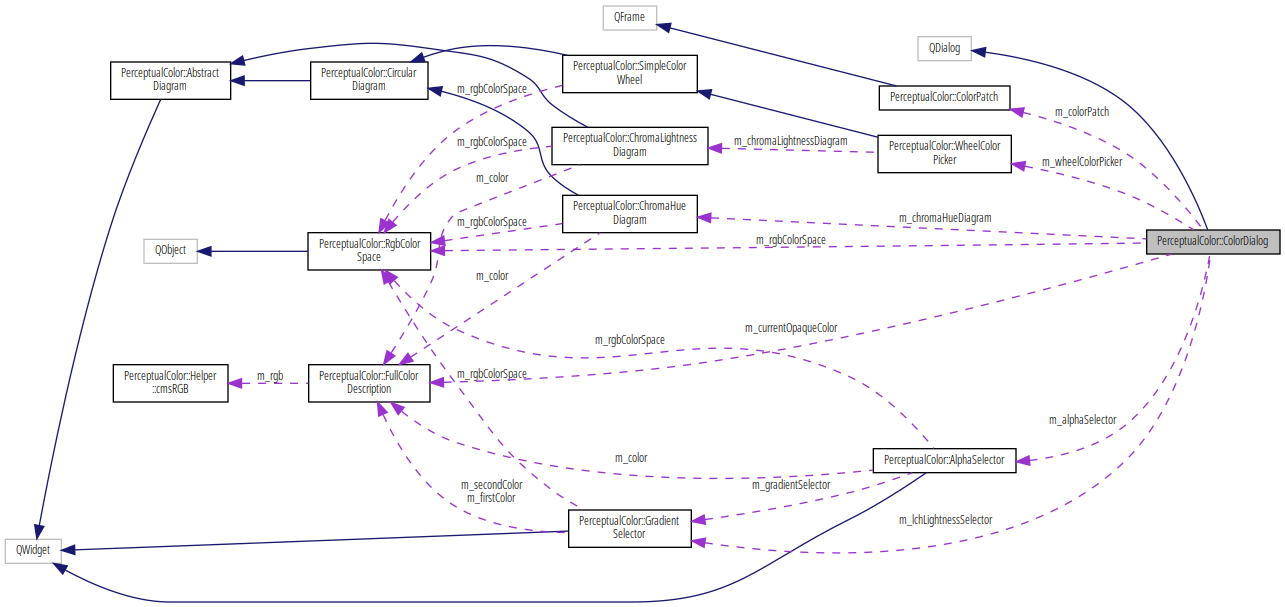 QFrame
QDialog
PerceptualColor::Abstract
Diagram
PerceptualColor::Circular
Diagram
PerceptualColor::SimpleColor
Wheel
m_rgbColorSpace
PerceptualColor::ColorPatch
m_colorPatch
PerceptualColor::ChromaLightness
Diagram
m_rgbColorSpace
m_chromaLightnessDiagram
PerceptualColor::WheelColor
Picker
m_wheelColorPicker
m_color
PerceptualColor::ChromaHue
Diagram
m_rgbColorSpace
m_chromaHueDiagram
QObject
PerceptualColor::RgbColor
Space
m_rgbColorSpace
PerceptualColor::ColorDialog
m_color
m_currentOpaqueColor
m_rgbColorSpace
PerceptualColor::Helper
::cmsRGB
m_rgb
PerceptualColor::FullColor
Description
m_rgbColorSpace
m_alphaSelector
m_color
PerceptualColor::AlphaSelector
m_secondColor
m_firstColor
m_gradientSelector
PerceptualColor::Gradient
Selector
m_lchLightnessSelector
QWidget